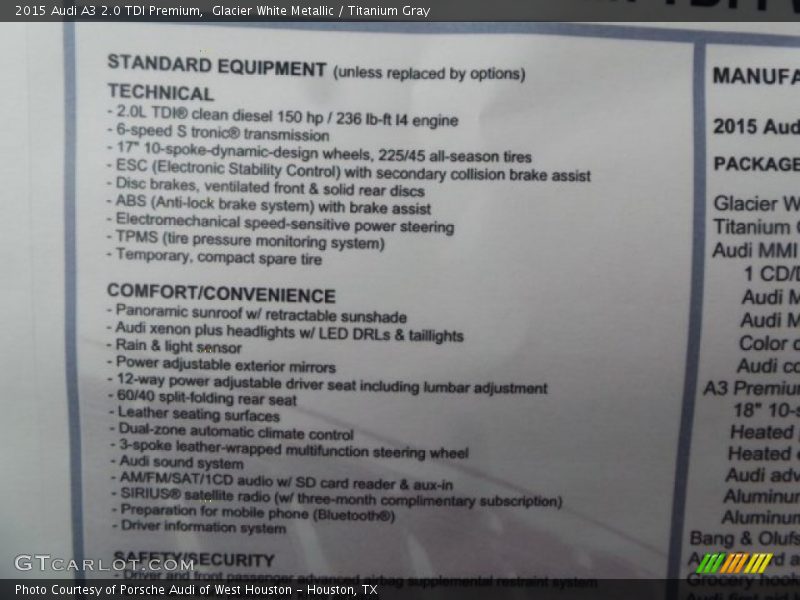 2015 Audi A3 2.0 TDI Premium,  Glacier White Metallic / Titanium Gray
STANDARD EQUIPMENT (unless replaced by options)
TECHNICAL
- 2.0L TDI® clean diesel 150 hp / 236 lb-ft I4 engine
- 6-speed S tronic® transmission
- 17" 10-spoke-dynamic-design wheels, 225/45 all-season tires
- ESC (Electronic Stability Control) with secondary collision brake assist
- Disc brakes, ventilated front & solid rear discs
- ABS (Anti-lock brake system) with brake assist
- Electromechanical speed-sensitive power steering
- TPMS (tire pressure monitoring system)
- Temporary, compact spare tire
COMFORT/CONVENIENCE
- Panoramic sunroof w/ retractable sunshade
- Audi xenon plus headlights w/ LED DRLs & taillights
- Rain & light sensor
- Power adjustable exterior mirrors
- 12-way power adjustable driver seat including lumbar adjustment
- 60/40 split-folding rear seat
- Leather seating surfaces
- Dual-zone automatic climate control
- 3-spoke leather-wrapped multifunction steering wheel
- Audi sound system
- AM/FM/SAT/1CD audio w/ SD card reader & aux-in
- SIRIUS® satellite radio (w/ three-month complimentary subscription)
- Preparation for mobile phone (Bluetooth®)
- Driver information system
SAFETY/SECURITY
- Driver and front passenger advanced airbag supplemental restraint system
MANUFA
2015 Aud
PACKAGE
Glacier W
Titanium
Audi MMI
1 CD/D
Audi M
Audi M
Color
Audi co
A3 Premiu
18" 10-s
Heated
Heated
Audi adv
Aluminu
Aluminu
Bang & Olufs
Grocery hook
GTcarlot.com
Photo Courtesy of Porsche Audi of West Houston - Houston, TX